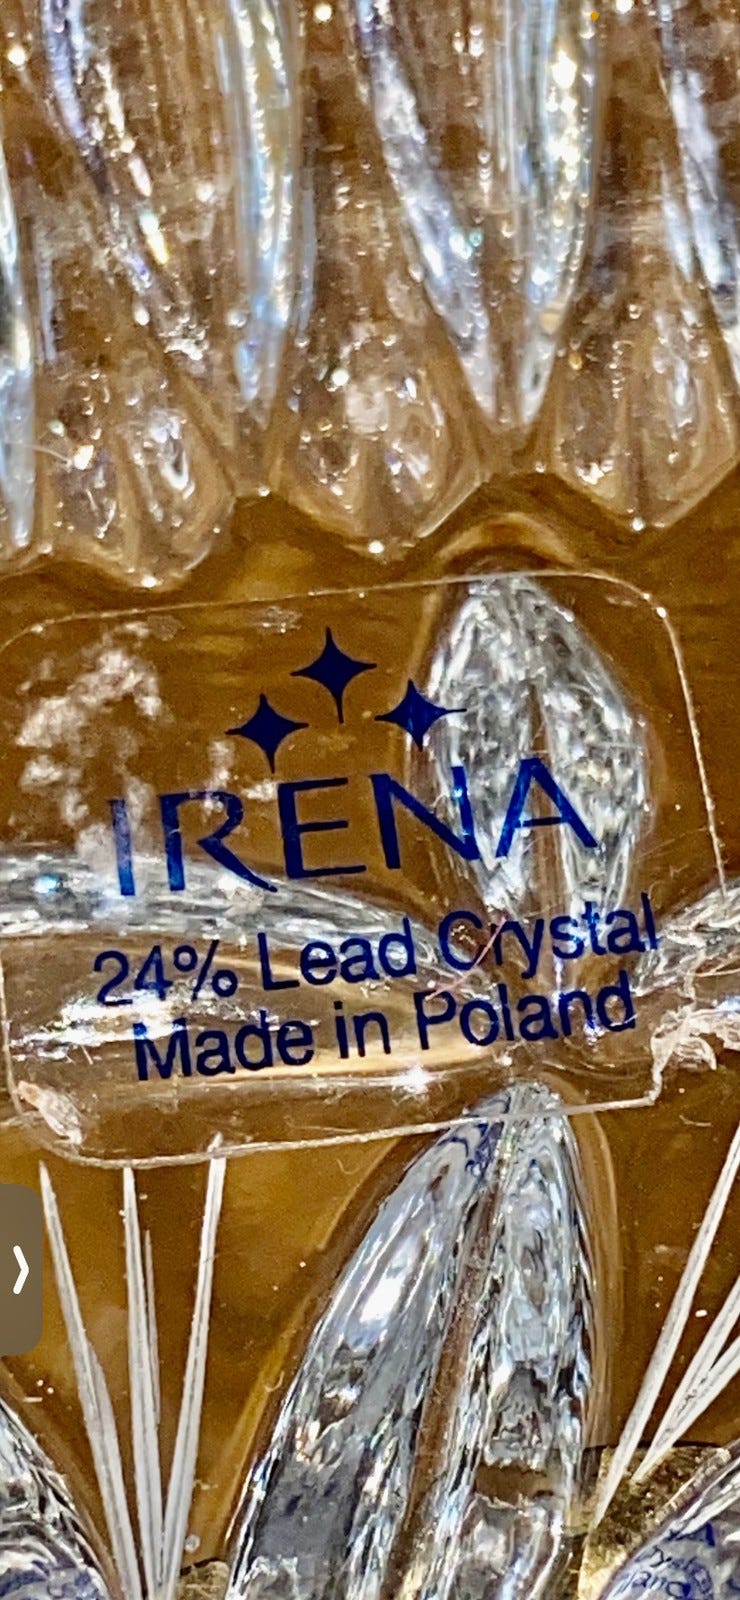 IRENA
24% Lead Crystal
Made in Poland